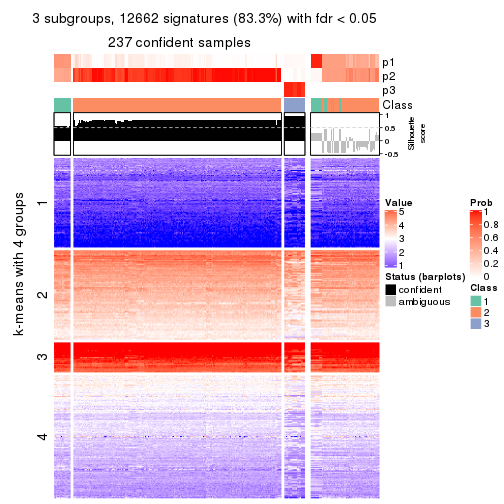 3 subgroups, 12662 signatures (83.3%) with fdr < 0.05
237 confident samples
p1
p2
p3
Class
1
0.5
0
-0.5
Silhouette
score
k-means with 4 groups
1
2
3
4
Value
5
4
3
2
1
Status (barplots)
confident
ambiguous
Prob
1
0.8
0.6
0.4
0.2
0
Class
1
2
3